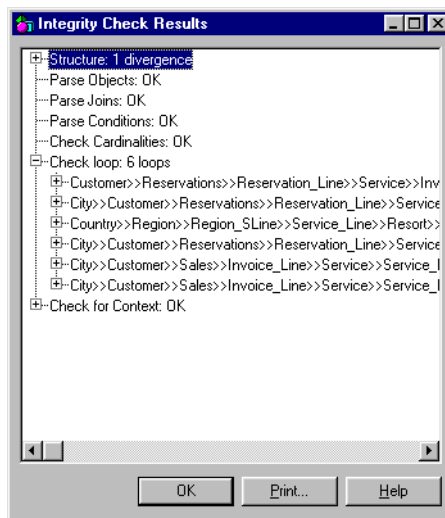 Integrity Check Results
Structure: 1 divergence
Parse Objects: OK
Parse Joins: OK
Parse Conditions: OK
Check Cardinalities: OK
Check loop: 6 loops
Customer>>Reservations>>Reservation_Line>>Service>>Inv
City>>Customer>>Reservations>>Reservation_Line>>Service
Country>>Region>>Region_SLine>>Service_Line>>Resort>>
City>>Customer>>Reservations>>Reservation_Line>>Service
City>>Customer>>Sales>>Invoice_Line>>Service>>Service_
City>>Customer>>Sales>>Invoice_Line>>Service>>Service_
Check for Context: OK
OK Print... Help